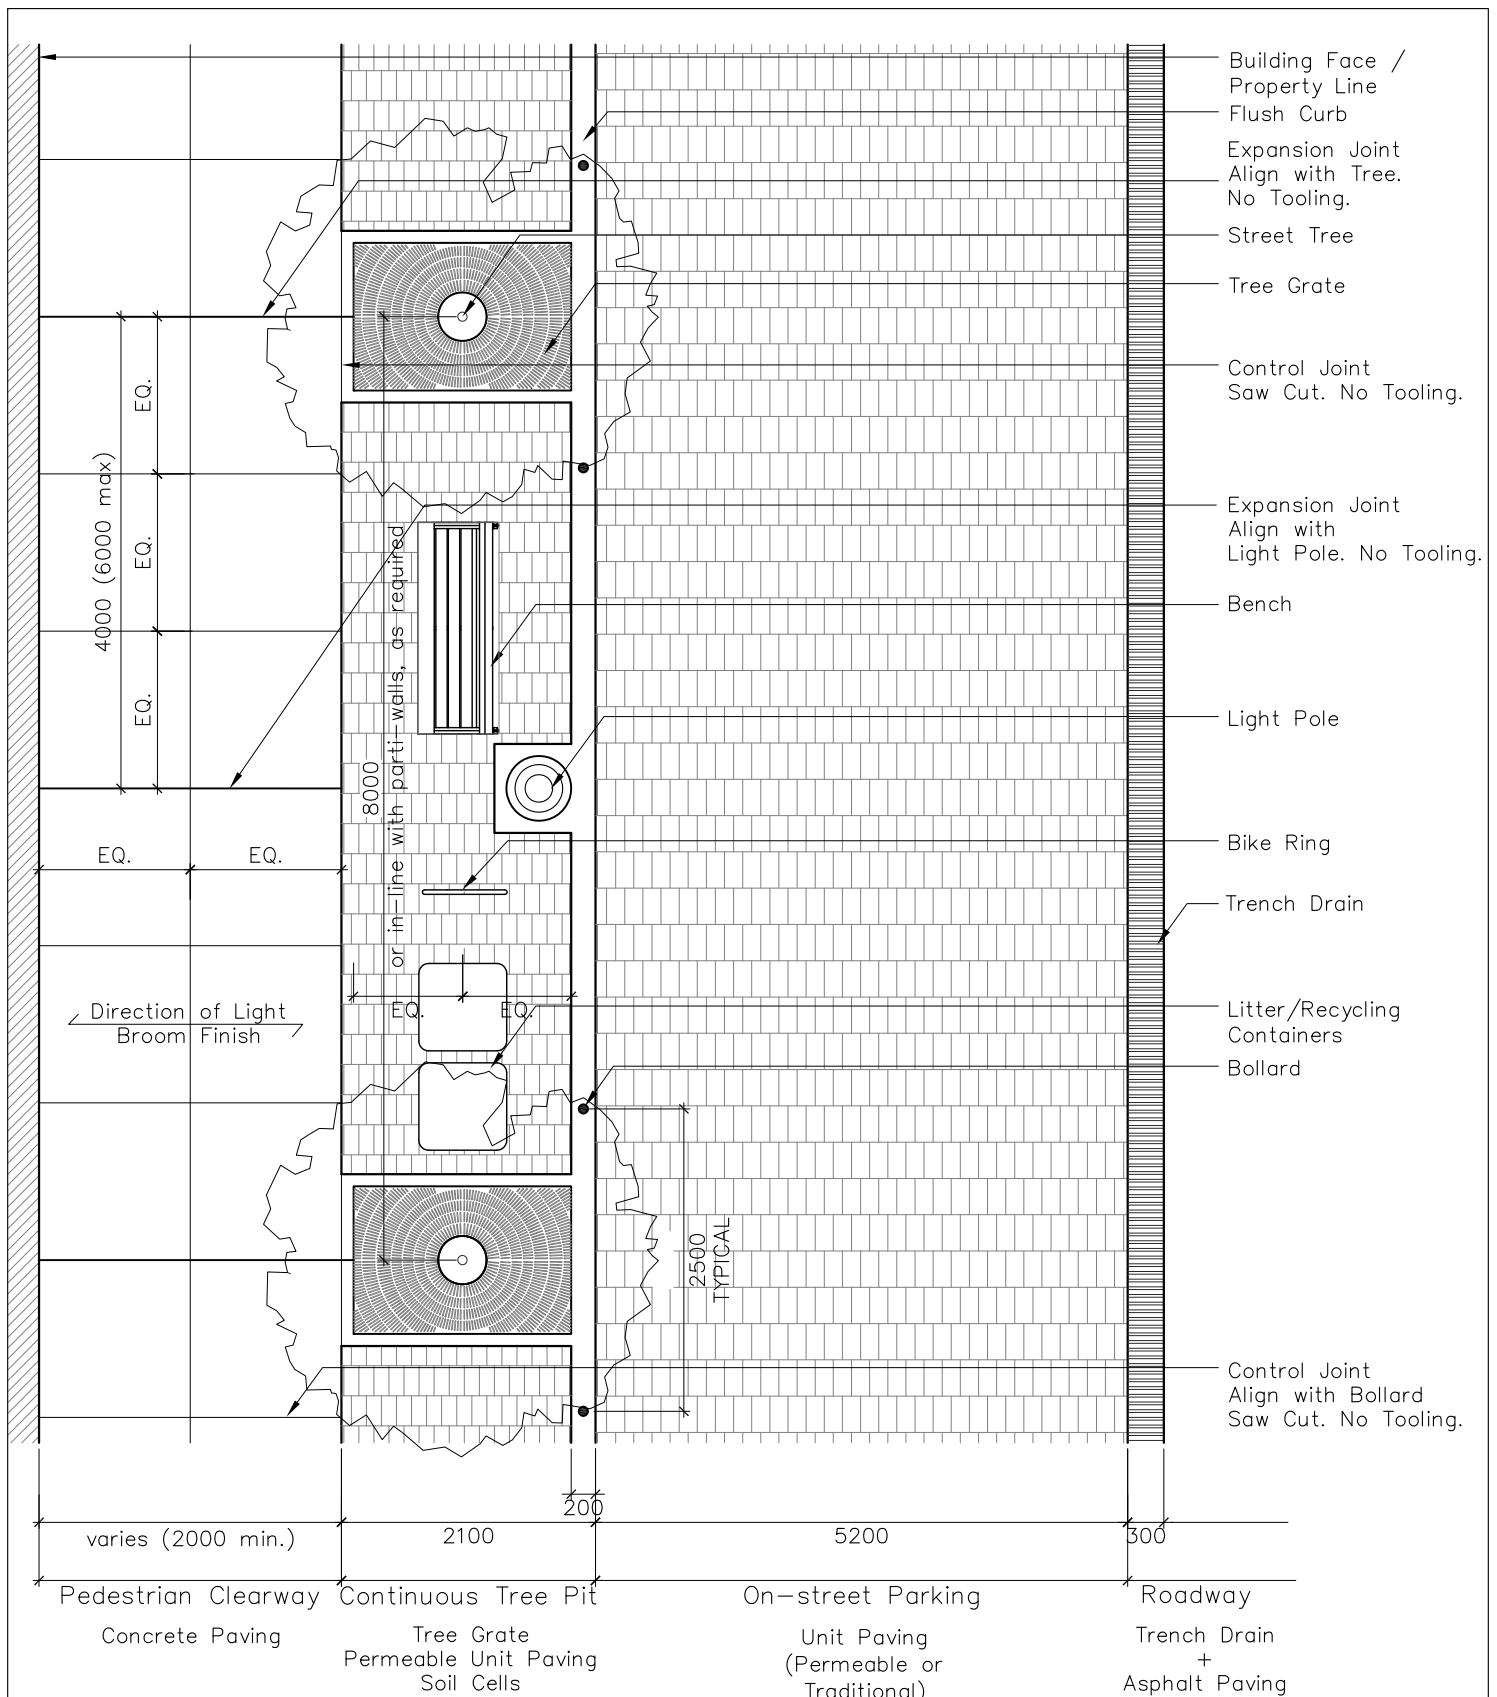 Building Face /
Property Line
Flush Curb
Expansion Joint
Align with Tree.
No Tooling.
Street Tree
Tree Grate
Control Joint
Saw Cut. No Tooling.
Expansion Joint
Align with
Light Pole. No Tooling.
Bench
Light Pole
Bike Ring
Trench Drain
Litter/Recycling
Containers
Bollard
Control Joint
Align with Bollard
Saw Cut. No Tooling.
4000 (6000 max)
EQ.
EQ.
EQ.
8000
or in-line with parti-walls, as required
EQ.
EQ.
EQ.
EQ.
Direction of Light
Broom Finish
2500
TYPICAL
200
varies (2000 min.)
2100
5200
300
Pedestrian Clearway
Continuous Tree Pit
On-street Parking
Roadway
Concrete Paving
Tree Grate
Permeable Unit Paving
Soil Cells
Unit Paving
(Permeable or
Traditional)
Trench Drain
+
Asphalt Paving